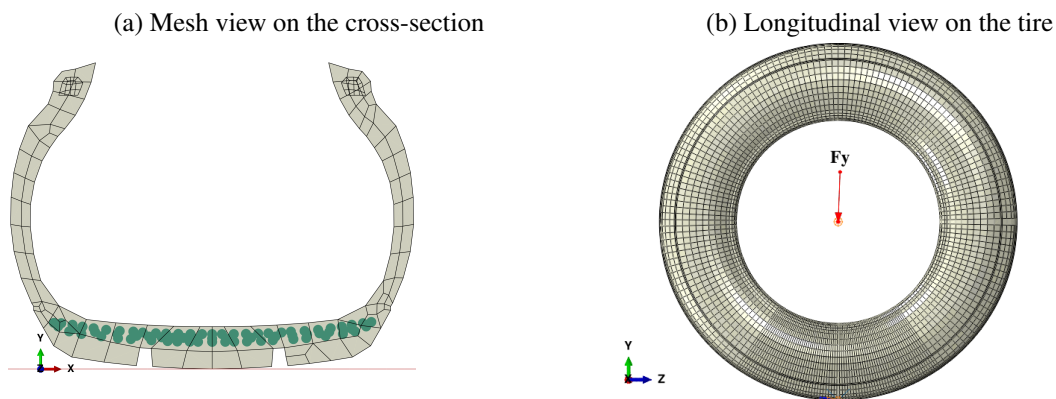 (a) Mesh view on the cross-section
(b) Longitudinal view on the tire
Fy
Y
X
Y
X
Z